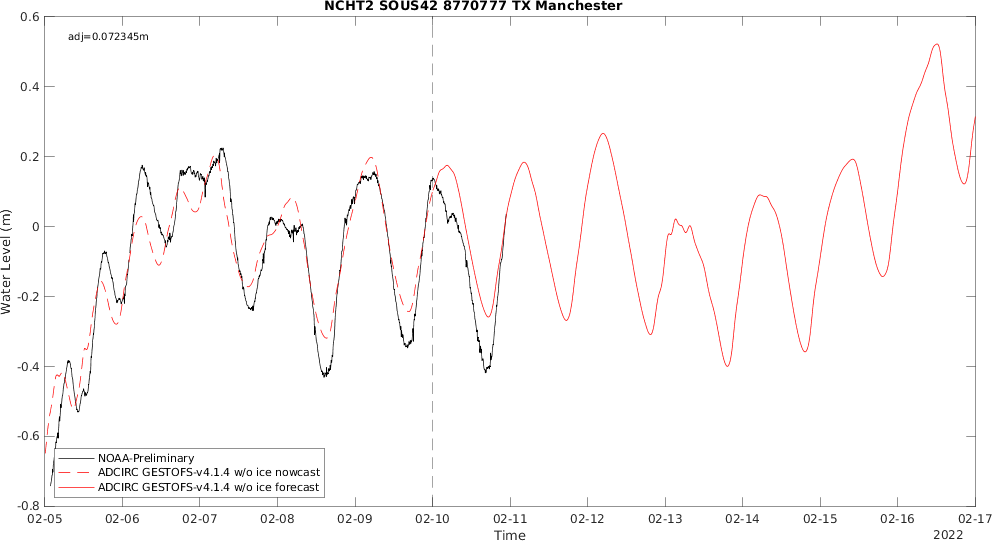 NCHT2 SOUS42 8770777 TX Manchester
adj=0.072345m
0.6
0.4
0.2
0
-0.2
-0.4
-0.6
-0.8
Water Level (m)
NOAA-Preliminary
ADCIRC GESTOFS-v4.1.4 w/o ice nowcast
ADCIRC GESTOFS-v4.1.4 w/o ice forecast
02-05 02-06 02-07 02-08 02-09 02-10 02-11 02-12 02-13 02-14 02-15 02-16 02-17
Time
2022